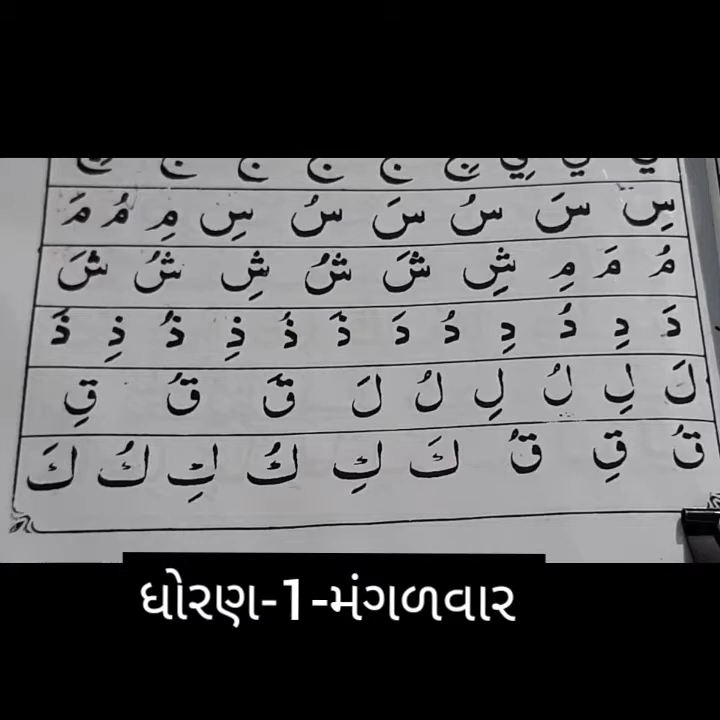 سِ سَ سُ سَ سُ سِ مِ مُ مَ
مُ مَ مِ شِ شَ شُ شِ شُ شَ
دَ دِ دُ دِ دُ دَ ذَ ذُ ذِ ذُ ذِ ذَ
لَ لِ لُ لِ لُ لَ قَ قُ قِ
قُ قِ قُ كَ كِ كُ كِ كُ كَ
ધોરણ-1-મંગળવાર